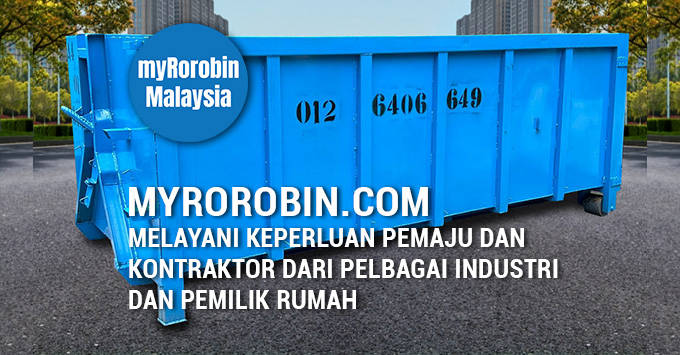 myRorobin
Malaysia
012 6406 649
MYROROBIN.COM
MELAYANI KEPERLUAN PEMAJU DAN
KONTRAKTOR DARI PELBAGAI INDUSTRI
DAN PEMILIK RUMAH